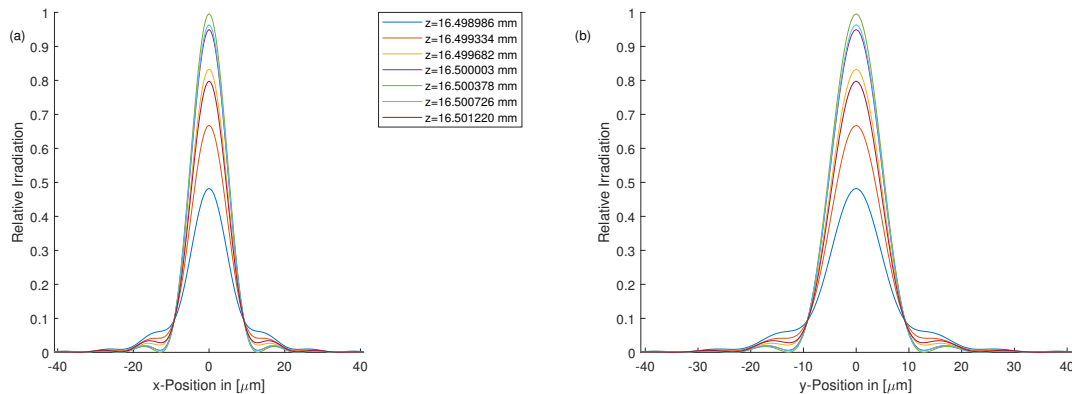 (a)
1
0.9
0.8
0.7
0.6
0.5
0.4
0.3
0.2
0.1
0
Relative Irradiation
-40 -20 0 20 40
x-Position in [μm]
z=16.498986 mm
z=16.499334 mm
z=16.499682 mm
z=16.500003 mm
z=16.500378 mm
z=16.500726 mm
z=16.501220 mm
(b)
1
0.9
0.8
0.7
0.6
0.5
0.4
0.3
0.2
0.1
0
Relative Irradiation
-40 -30 -20 -10 0 10 20 30 40
y-Position in [μm]